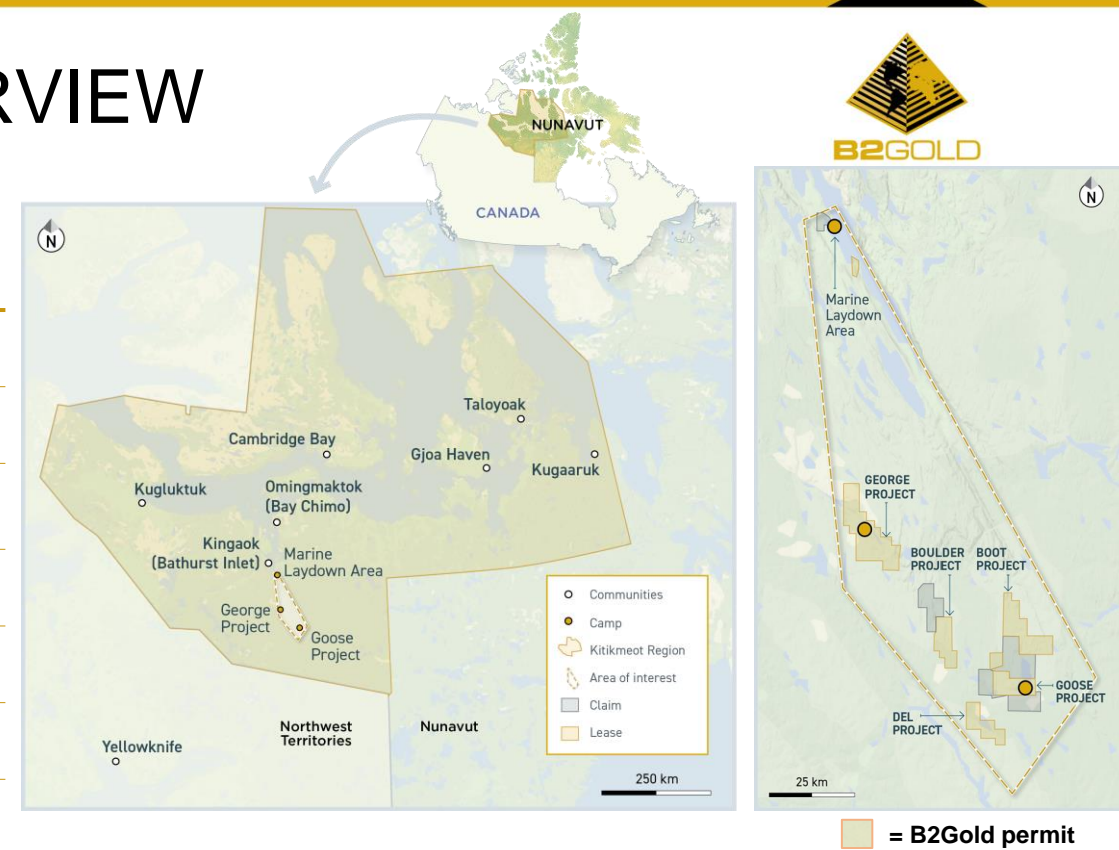 RVIEW
NUNAVUT
CANADA
B2GOLD
N
Taloyoak
Cambridge Bay
Gjoa Haven
Kugaaruk
Kugluktuk
Omingmaktok
(Bay Chimo)
Kingaok
(Bathurst Inlet)
Marine
Laydown Area
George
Project
Goose
Project
Northwest
Territories
Nunavut
Yellowknife
Communities
Camp
Kitikmeot Region
Area of interest
Claim
Lease
250 km
N
Marine
Laydown
Area
GEORGE
PROJECT
BOULDER
PROJECT
BOOT
PROJECT
GOOSE
PROJECT
DEL
PROJECT
25 km
= B2Gold permit